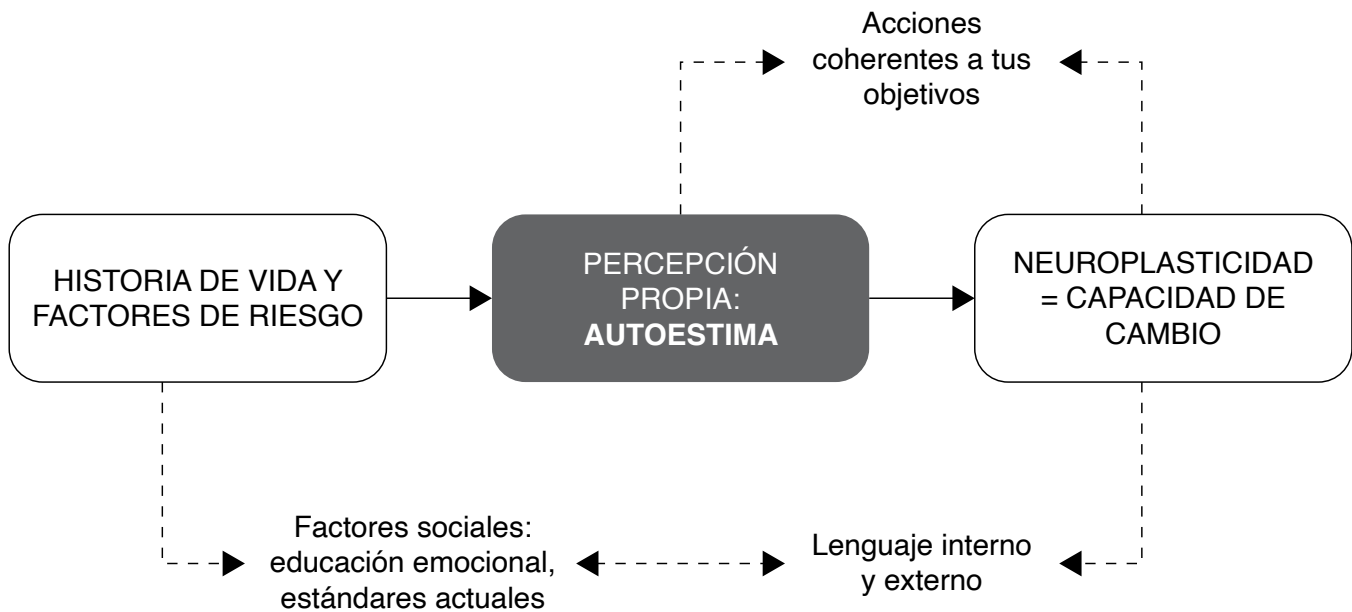 Acciones
coherentes a tus
objetivos
HISTORIA DE VIDA Y
FACTORES DE RIESGO
PERCEPCIÓN
PROPIA:
AUTOESTIMA
NEUROPLASTICIDAD
= CAPACIDAD DE
CAMBIO
Factores sociales:
educación emocional,
estándares actuales
Lenguaje interno
y externo